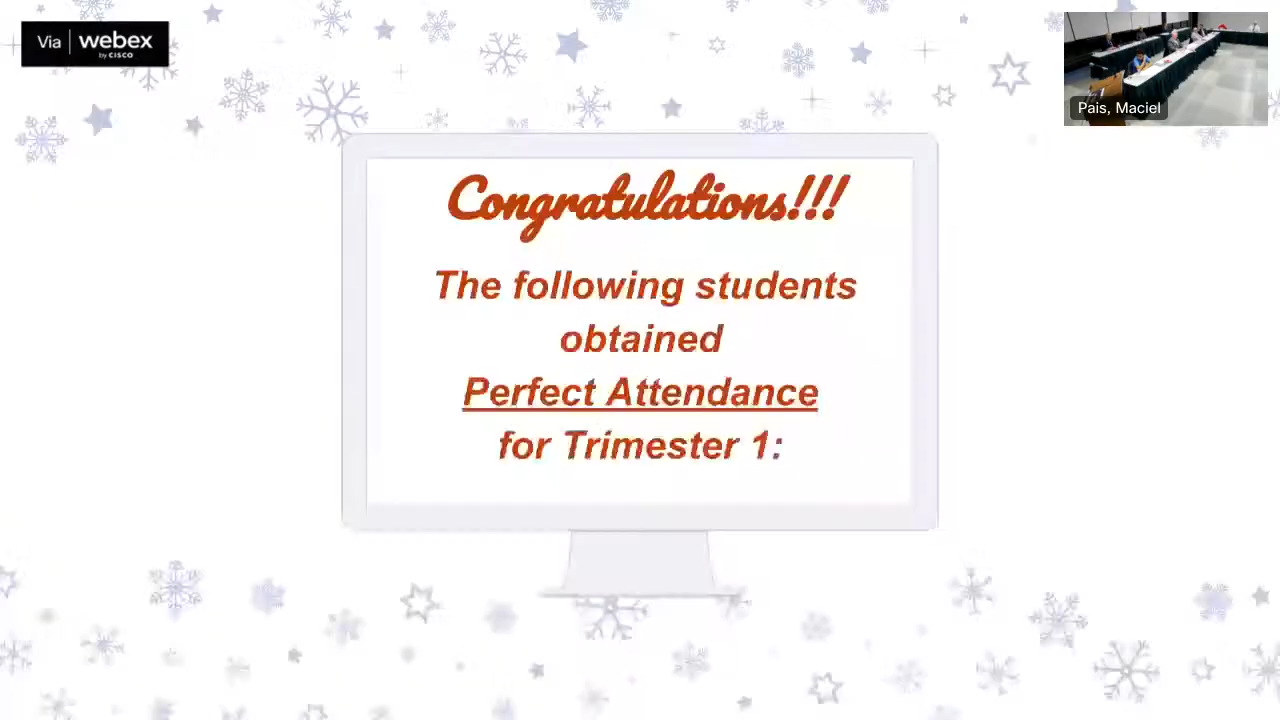 Via webex
by CISCO
Pais, Maciel
Congratulations!!!
The following students
obtained
Perfect Attendance
for Trimester 1: